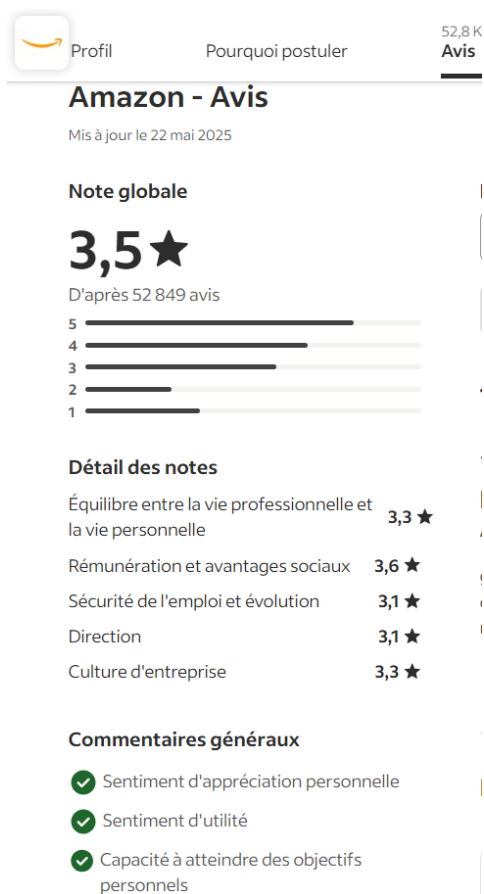 52,8 K
Profil
Pourquoi postuler
Avis
Amazon - Avis
Mis à jour le 22 mai 2025
Note globale
3,5
D'après 52 849 avis
5
4
3
2
1
Détail des notes
Équilibre entre la vie professionnelle et
la vie personnelle
3,3
Rémunération et avantages sociaux 3,6
Sécurité de l'emploi et évolution 3,1
Direction 3,1
Culture d'entreprise 3,3
Commentaires généraux
Sentiment d'appréciation personnelle
Sentiment d'utilité
Capacité à atteindre des objectifs
personnels